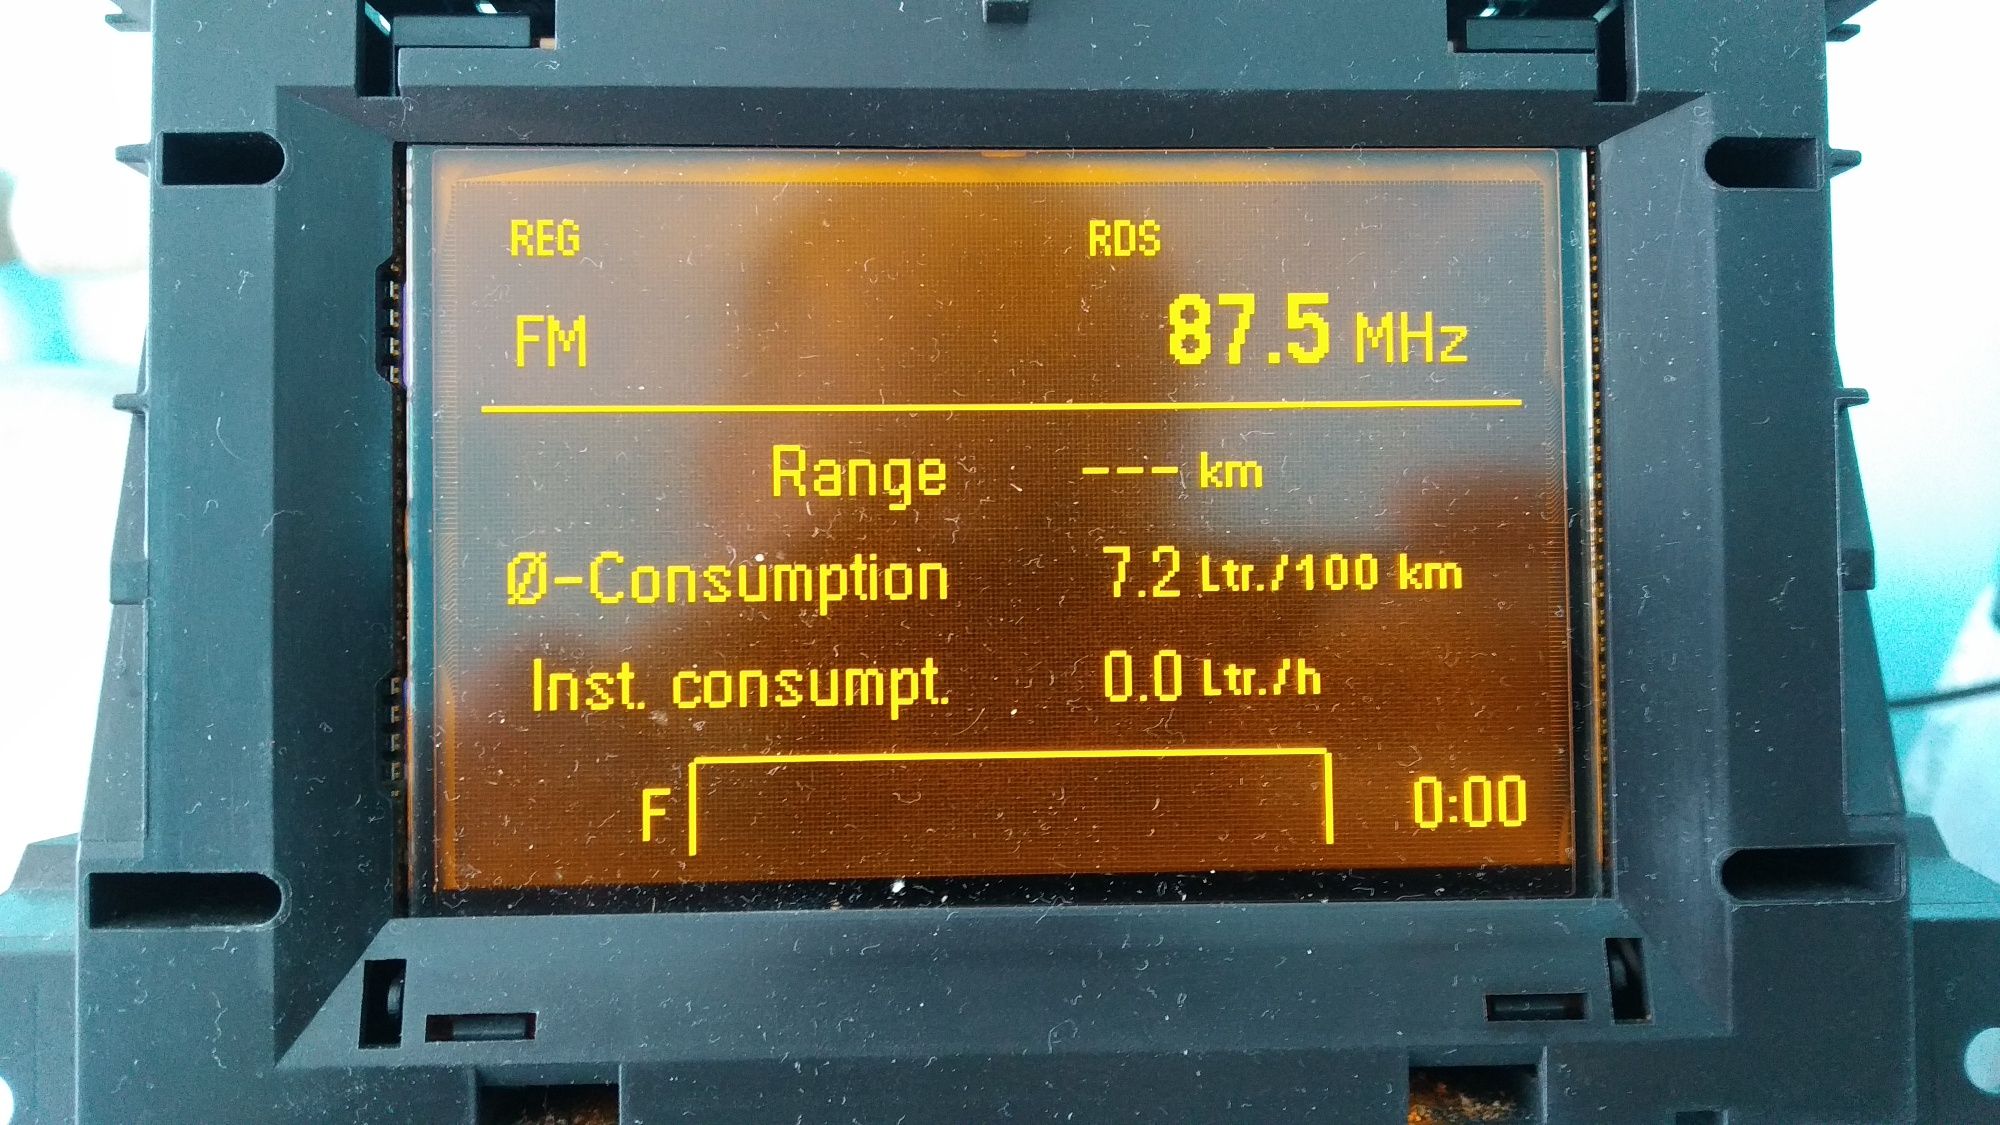 REG RDS
FM 87.5 MHz
Range --- km
Ø-Consumption 7.2 Ltr./100 km
Inst. consumpt. 0.0 Ltr./h
F 0:00